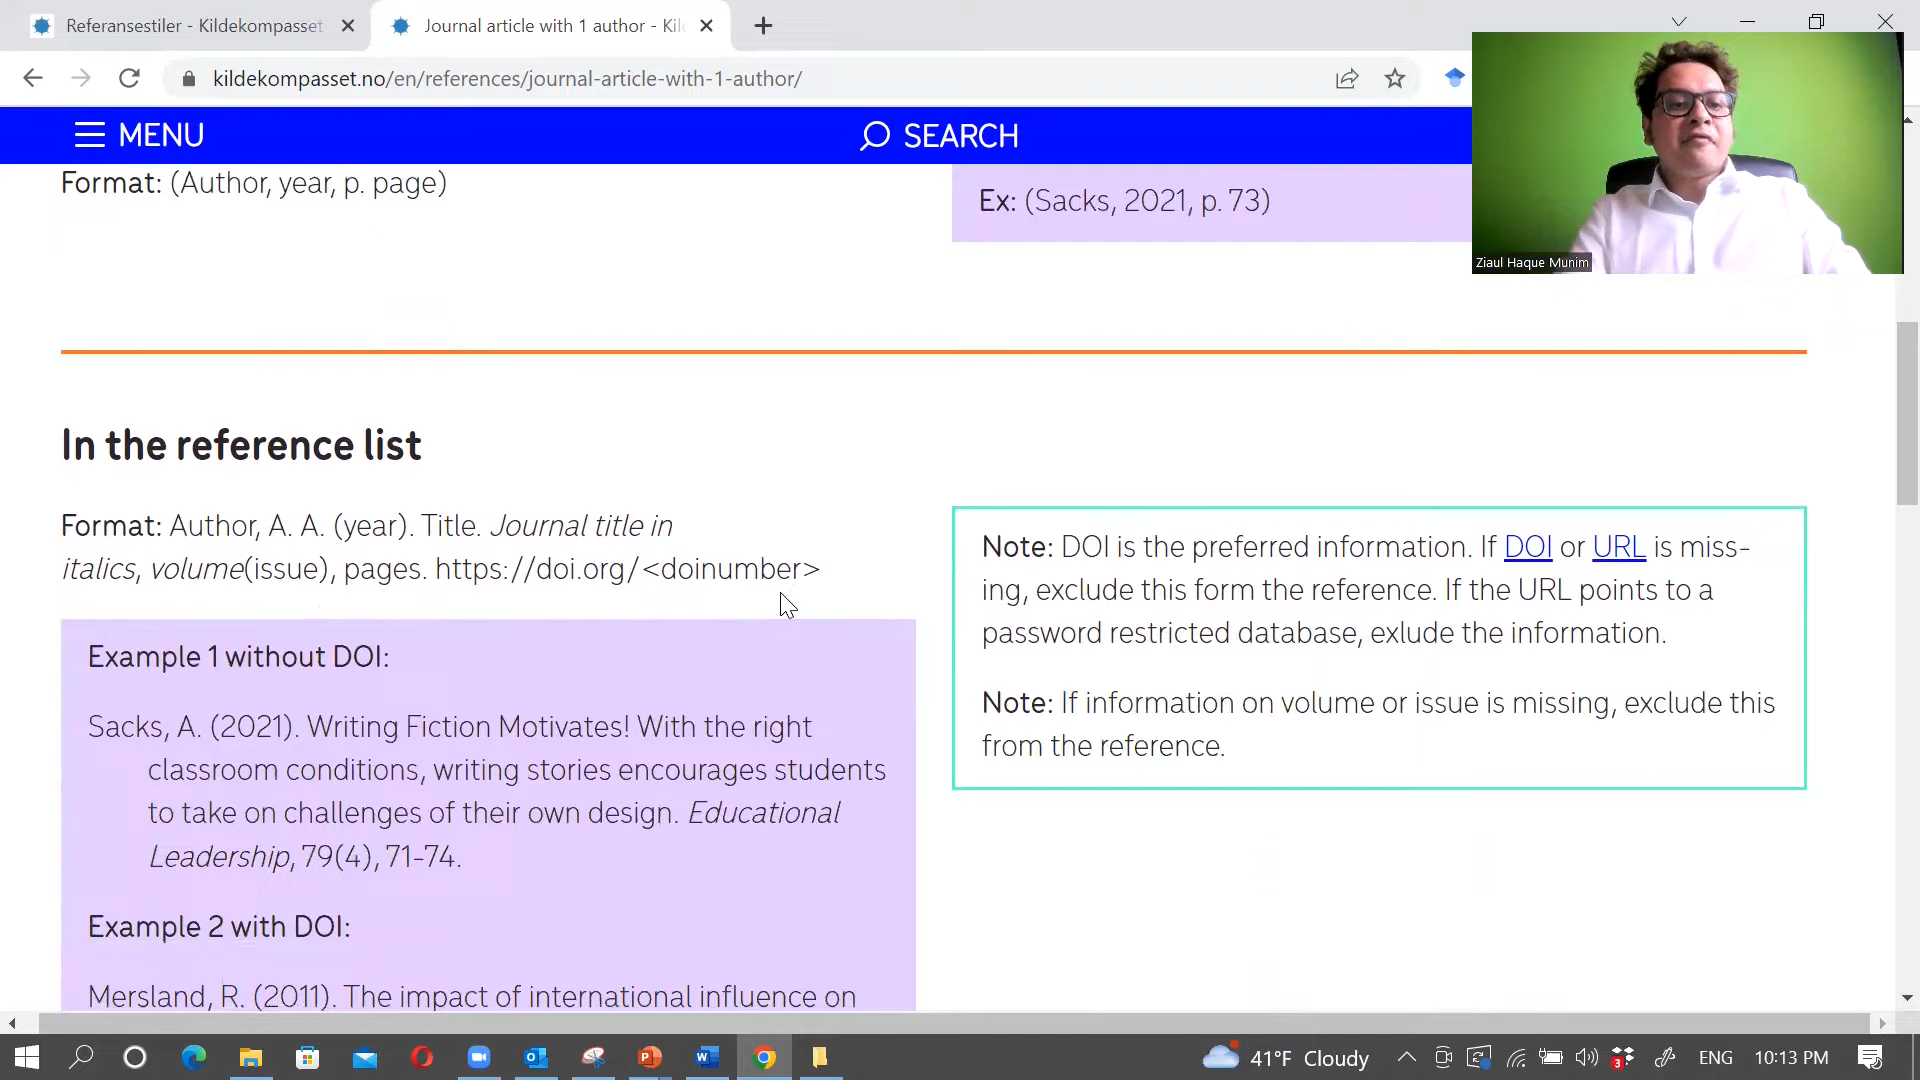 Referansestiler - Kildekompasset
Journal article with 1 author - Kil
kildekompasset.no/en/references/journal-article-with-1-author/
MENU
SEARCH
Format: (Author, year, p. page)
Ex: (Sacks, 2021, p. 73)
Ziaul Haque Munim
In the reference list
Format: Author, A. A. (year). Title. Journal title in
italics, volume(issue), pages. https://doi.org/<doinumber>
Example 1 without DOI:
Sacks, A. (2021). Writing Fiction Motivates! With the right
classroom conditions, writing stories encourages students
to take on challenges of their own design. Educational
Leadership, 79(4), 71-74.
Example 2 with DOI:
Mersland, R. (2011). The impact of international influence on
Note: DOI is the preferred information. If DOI or URL is miss-
ing, exclude this form the reference. If the URL points to a
password restricted database, exlude the information.
Note: If information on volume or issue is missing, exclude this
from the reference.
41°F Cloudy
3
ENG
10:13 PM